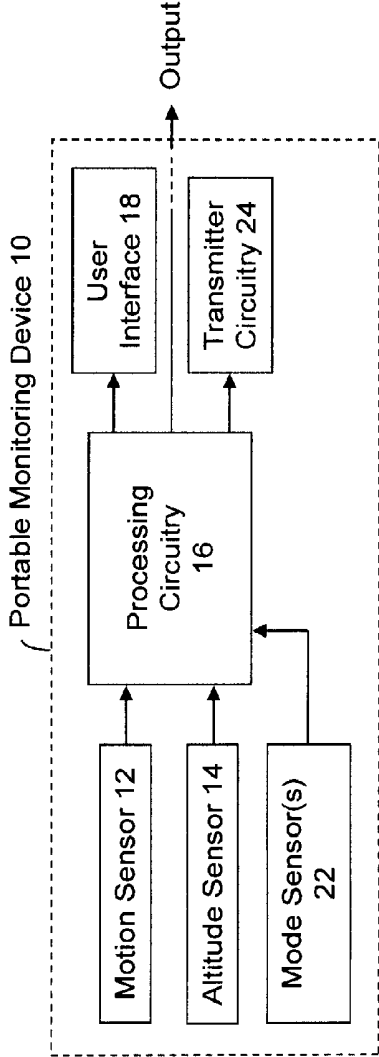 Portable Monitoring Device 10
Motion Sensor 12
Altitude Sensor 14
Mode Sensor(s)
22
Processing
Circuitry
16
User
Interface 18
Transmitter
Circuitry 24
Output